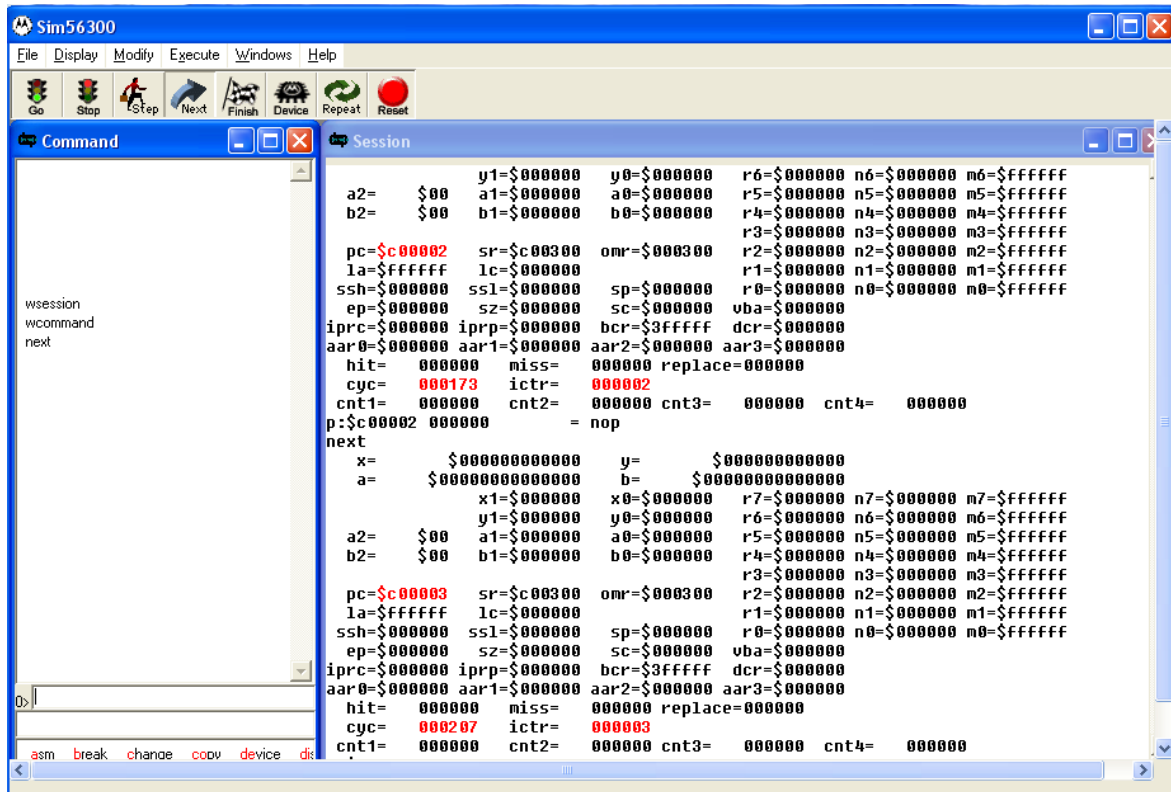 Sim56300
File Display Modify Execute Windows Help
Go Stop Step Next Finish Device Repeat Reset
Command
wsession
wcommand
next
0>
asm break change copy device
Session
y1=$000000 y0=$000000 r6=$000000 n6=$000000 m6=$ffffff
a2= $00 a1=$000000 a0=$000000 r5=$000000 n5=$000000 m5=$ffffff
b2= $00 b1=$000000 b0=$000000 r4=$000000 n4=$000000 m4=$ffffff
r3=$000000 n3=$000000 m3=$ffffff
pc=$c00002 sr=$c00300 omr=$000300 r2=$000000 n2=$000000 m2=$ffffff
la=$ffffff lc=$000000 r1=$000000 n1=$000000 m1=$ffffff
ssh=$000000 ssl=$000000 sp=$000000 r0=$000000 n0=$000000 m0=$ffffff
ep=$000000 sz=$000000 sc=$000000 vba=$000000
iprc=$000000 iprp=$000000 bcr=$3fffff dcr=$000000
aar0=$000000 aar1=$000000 aar2=$000000 aar3=$000000
hit= 000000 miss= 000000 replace=000000
cyc= 000173 ictr= 000002
cnt1= 000000 cnt2= 000000 cnt3= 000000 cnt4= 000000
p:$c00002 000000 = nop
next
x= $000000000000 y= $000000000000
a= $00000000000000 b= $00000000000000
x1=$000000 x0=$000000 r7=$000000 n7=$000000 m7=$ffffff
y1=$000000 y0=$000000 r6=$000000 n6=$000000 m6=$ffffff
a2= $00 a1=$000000 a0=$000000 r5=$000000 n5=$000000 m5=$ffffff
b2= $00 b1=$000000 b0=$000000 r4=$000000 n4=$000000 m4=$ffffff
r3=$000000 n3=$000000 m3=$ffffff
pc=$c00003 sr=$c00300 omr=$000300 r2=$000000 n2=$000000 m2=$ffffff
la=$ffffff lc=$000000 r1=$000000 n1=$000000 m1=$ffffff
ssh=$000000 ssl=$000000 sp=$000000 r0=$000000 n0=$000000 m0=$ffffff
ep=$000000 sz=$000000 sc=$000000 vba=$000000
iprc=$000000 iprp=$000000 bcr=$3fffff dcr=$000000
aar0=$000000 aar1=$000000 aar2=$000000 aar3=$000000
hit= 000000 miss= 000000 replace=000000
cyc= 000207 ictr= 000003
cnt1= 000000 cnt2= 000000 cnt3= 000000 cnt4= 000000